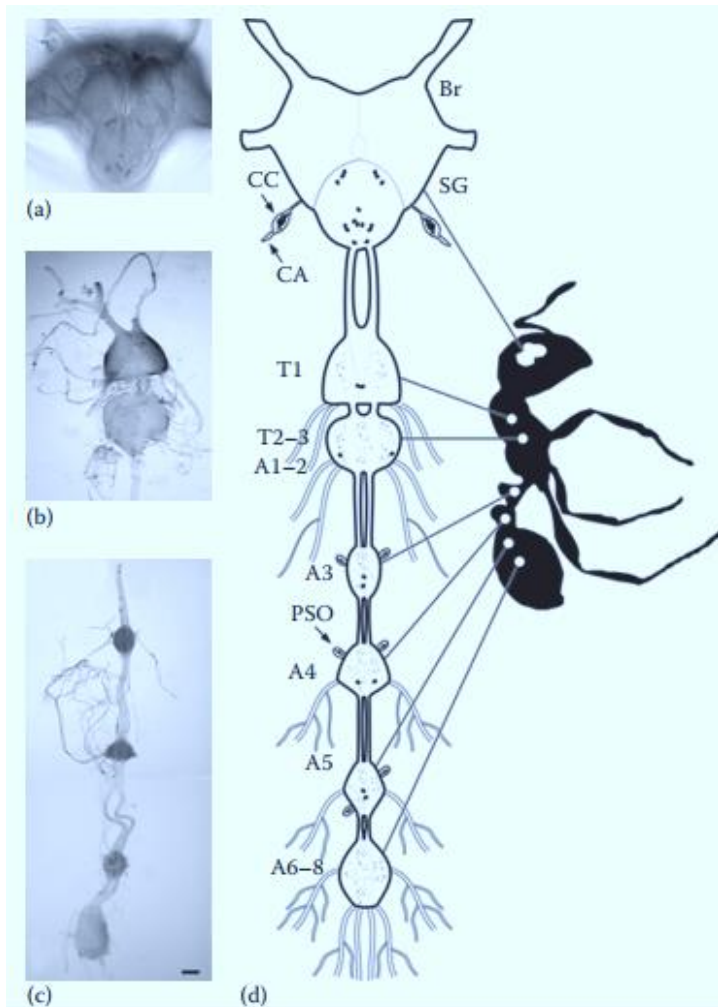 (a)
(b)
(c)
(d)
Br
CC
SG
CA
T1
T2–3
A1–2
A3
PSO
A4
A5
A6–8